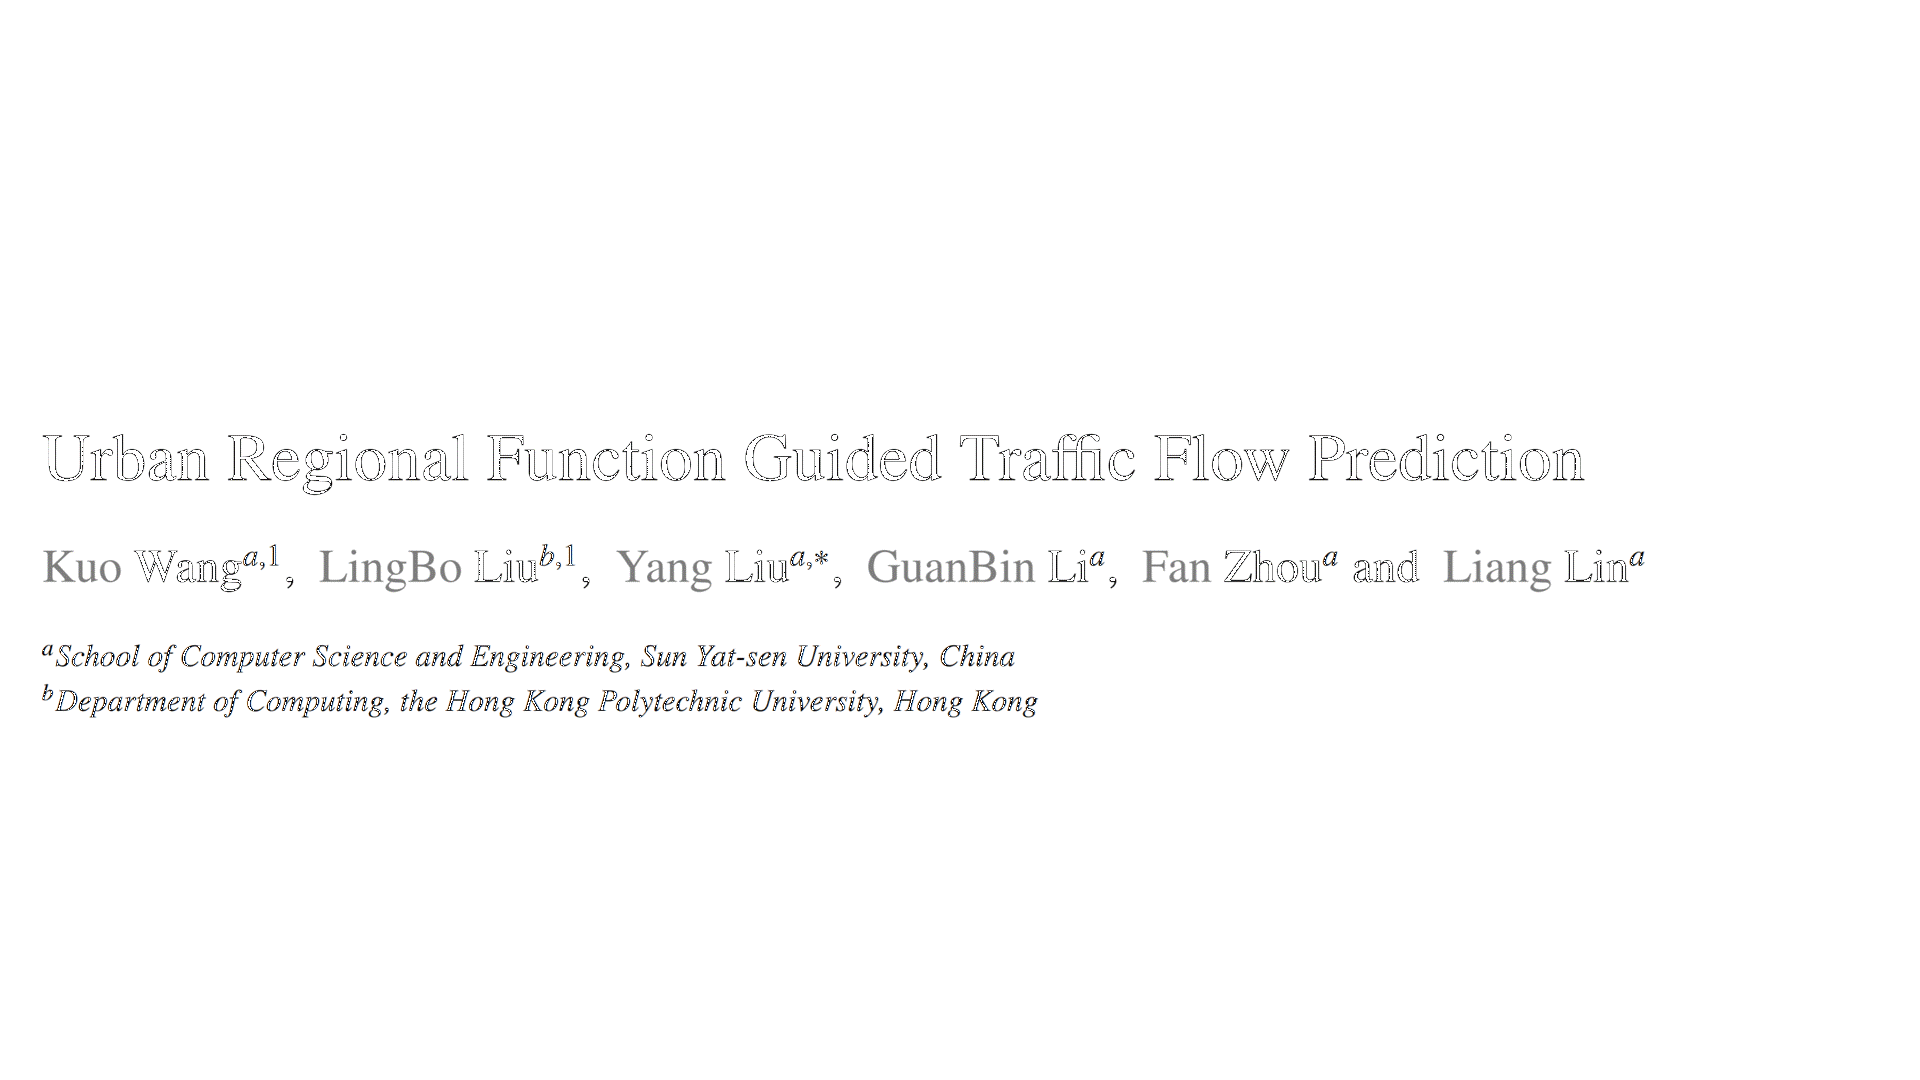 Urban Regional Function Guided Traffic Flow Prediction
Kuo Wang^a,1, LingBo Liu^b,1, Yang Liu^a,*, GuanBin Li^a, Fan Zhou^a and Liang Lin^a
^a School of Computer Science and Engineering, Sun Yat-sen University, China
^b Department of Computing, the Hong Kong Polytechnic University, Hong Kong